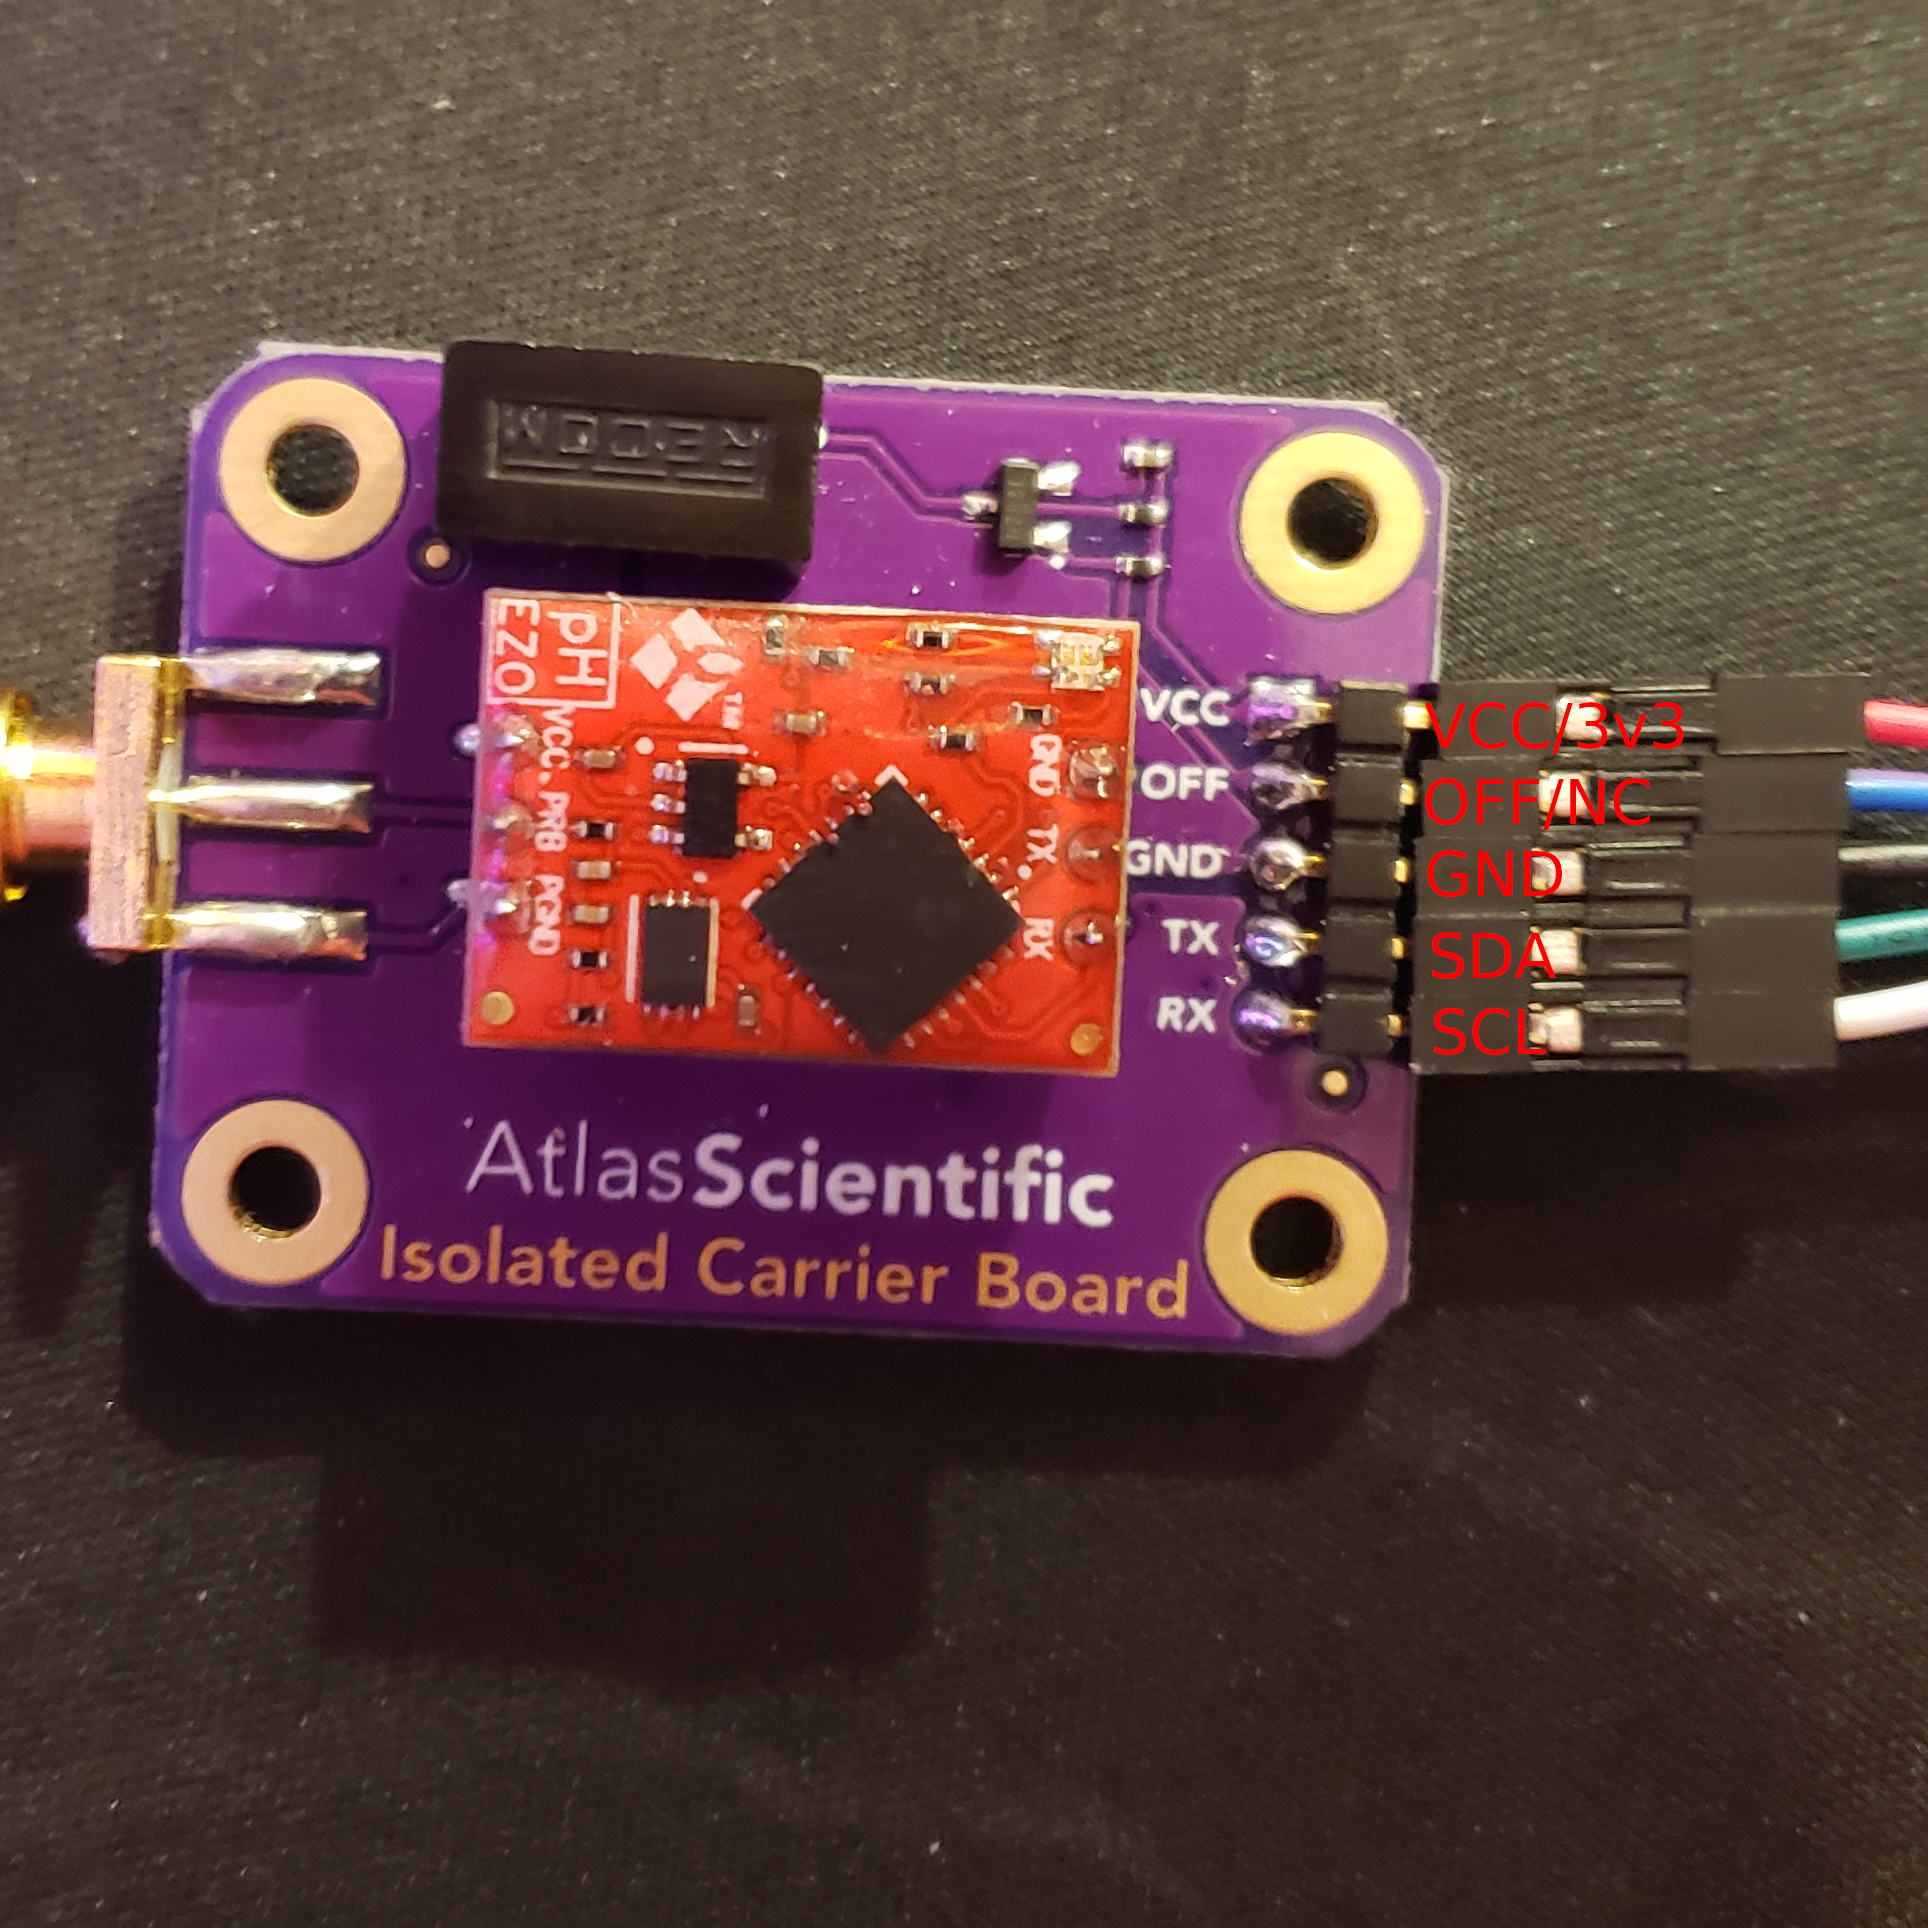 RECOM
pH
EZO
™
VCC
PRB
PGND
GND
TX
RX
VCC
OFF
GND
TX
RX
VCC/3v3
OFF/NC
GND
SDA
SCL
AtlasScientific
Isolated Carrier Board